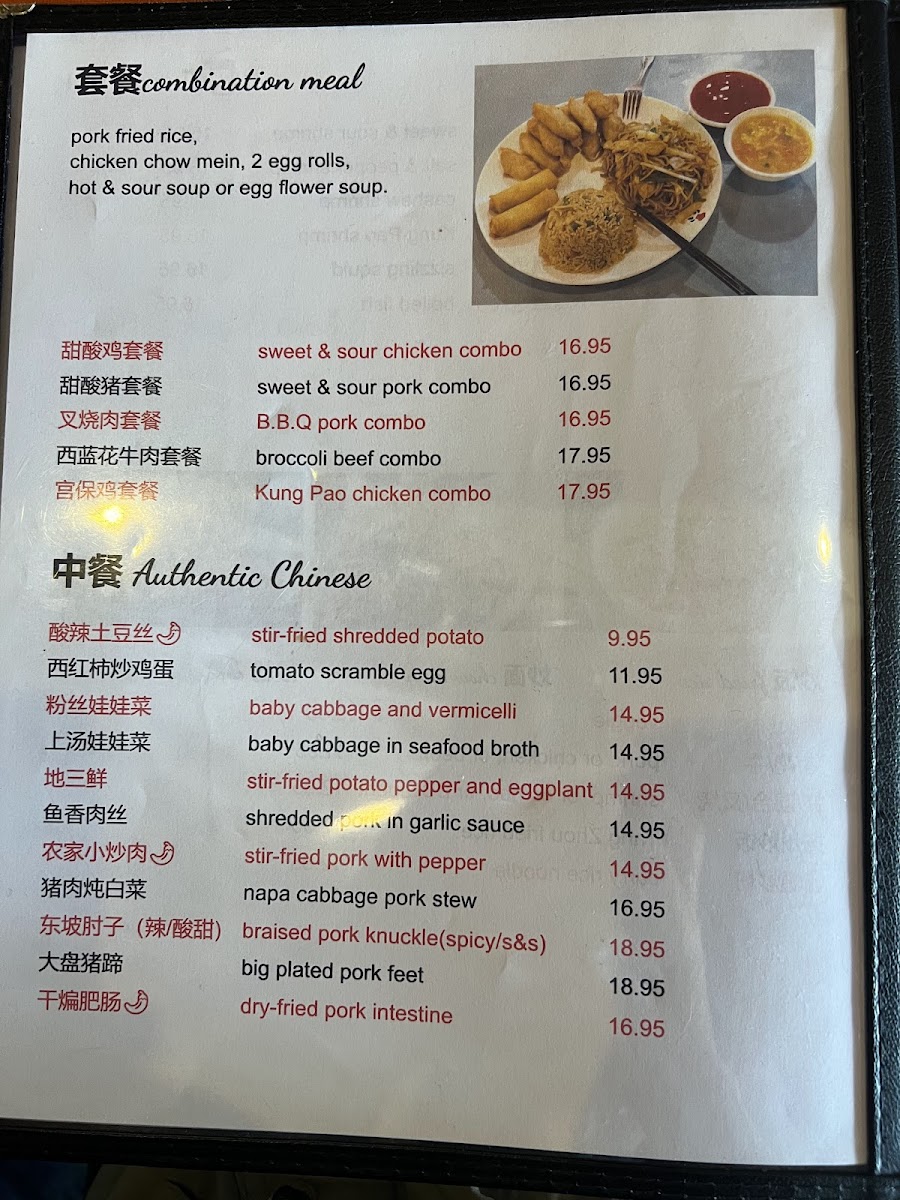 套餐combination meal
pork fried rice,
chicken chow mein, 2 egg rolls,
hot & sour soup or egg flower soup.
甜酸鸡套餐 sweet & sour chicken combo 16.95
甜酸猪套餐 sweet & sour pork combo 16.95
叉烧肉套餐 B.B.Q pork combo 16.95
西蓝花牛肉套餐 broccoli beef combo 17.95
宫保鸡套餐 Kung Pao chicken combo 17.95
中餐 Authentic Chinese
酸辣土豆丝 stir-fried shredded potato 9.95
西红柿炒鸡蛋 tomato scramble egg 11.95
粉丝娃娃菜 baby cabbage and vermicelli 14.95
上汤娃娃菜 baby cabbage in seafood broth 14.95
地三鲜 stir-fried potato pepper and eggplant 14.95
鱼香肉丝 shredded pork in garlic sauce 14.95
农家小炒肉 stir-fried pork with pepper 14.95
猪肉炖白菜 napa cabbage pork stew 16.95
东坡肘子（辣/酸甜） braised pork knuckle(spicy/s&s) 18.95
大盘猪蹄 big plated pork feet 18.95
干煸肥肠 dry-fried pork intestine 16.95